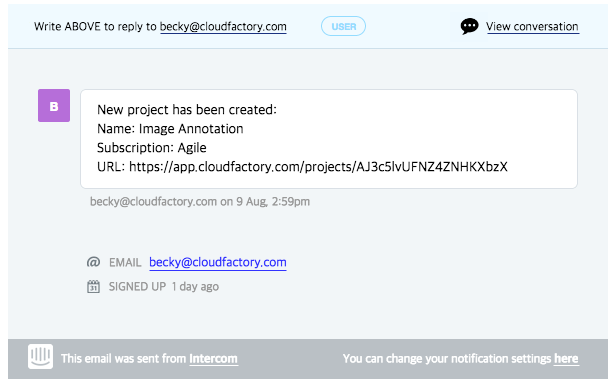 Write ABOVE to reply to becky@cloudfactory.com USER View conversation
B
New project has been created:
Name: Image Annotation
Subscription: Agile
URL: https://app.cloudfactory.com/projects/AJ3c5lvUFNZ4ZNHKXbzX
becky@cloudfactory.com on 9 Aug, 2:59pm
@ EMAIL becky@cloudfactory.com
31 SIGNED UP 1 day ago
This email was sent from Intercom You can change your notification settings here